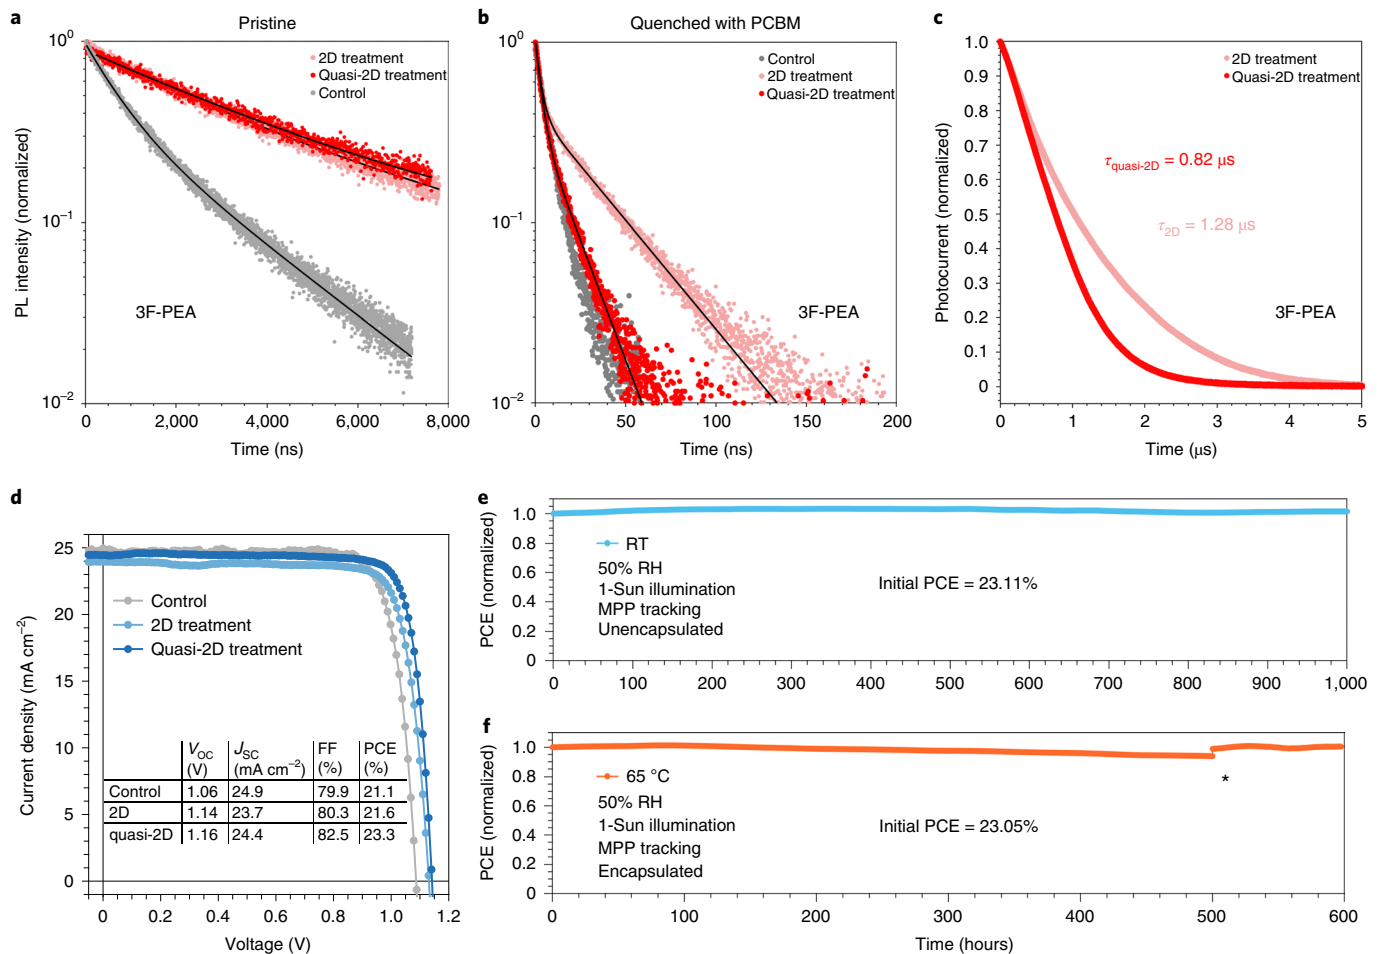 a
Pristine
10⁰
10⁻¹
10⁻²
PL intensity (normalized)
2D treatment
Quasi-2D treatment
Control
3F-PEA
0
2,000
4,000
6,000
8,000
Time (ns)
b
Quenched with PCBM
10⁰
10⁻¹
10⁻²
Control
2D treatment
Quasi-2D treatment
3F-PEA
0
50
100
150
200
Time (ns)
c
1.0
0.9
0.8
0.7
0.6
0.5
0.4
0.3
0.2
0.1
0
Photocurrent (normalized)
2D treatment
Quasi-2D treatment
τquasi-2D = 0.82 μs
τ2D = 1.28 μs
3F-PEA
0
1
2
3
4
5
Time (μs)
d
25
20
15
10
5
0
Current density (mA cm⁻²)
Control
2D treatment
Quasi-2D treatment
VOC JSC FF PCE
(V) (mA cm⁻²) (%) (%)
Control 1.06 24.9 79.9 21.1
2D 1.14 23.7 80.3 21.6
quasi-2D 1.16 24.4 82.5 23.3
0
0.2
0.4
0.6
0.8
1.0
1.2
Voltage (V)
e
1.0
0.8
0.6
0.4
0.2
0
PCE (normalized)
RT
50% RH
1-Sun illumination
MPP tracking
Unencapsulated
Initial PCE = 23.11%
0
100
200
300
400
500
600
700
800
900
1,000
f
1.0
0.8
0.6
0.4
0.2
0
PCE (normalized)
65 °C
50% RH
1-Sun illumination
MPP tracking
Encapsulated
Initial PCE = 23.05%
*
0
100
200
300
400
500
600
Time (hours)